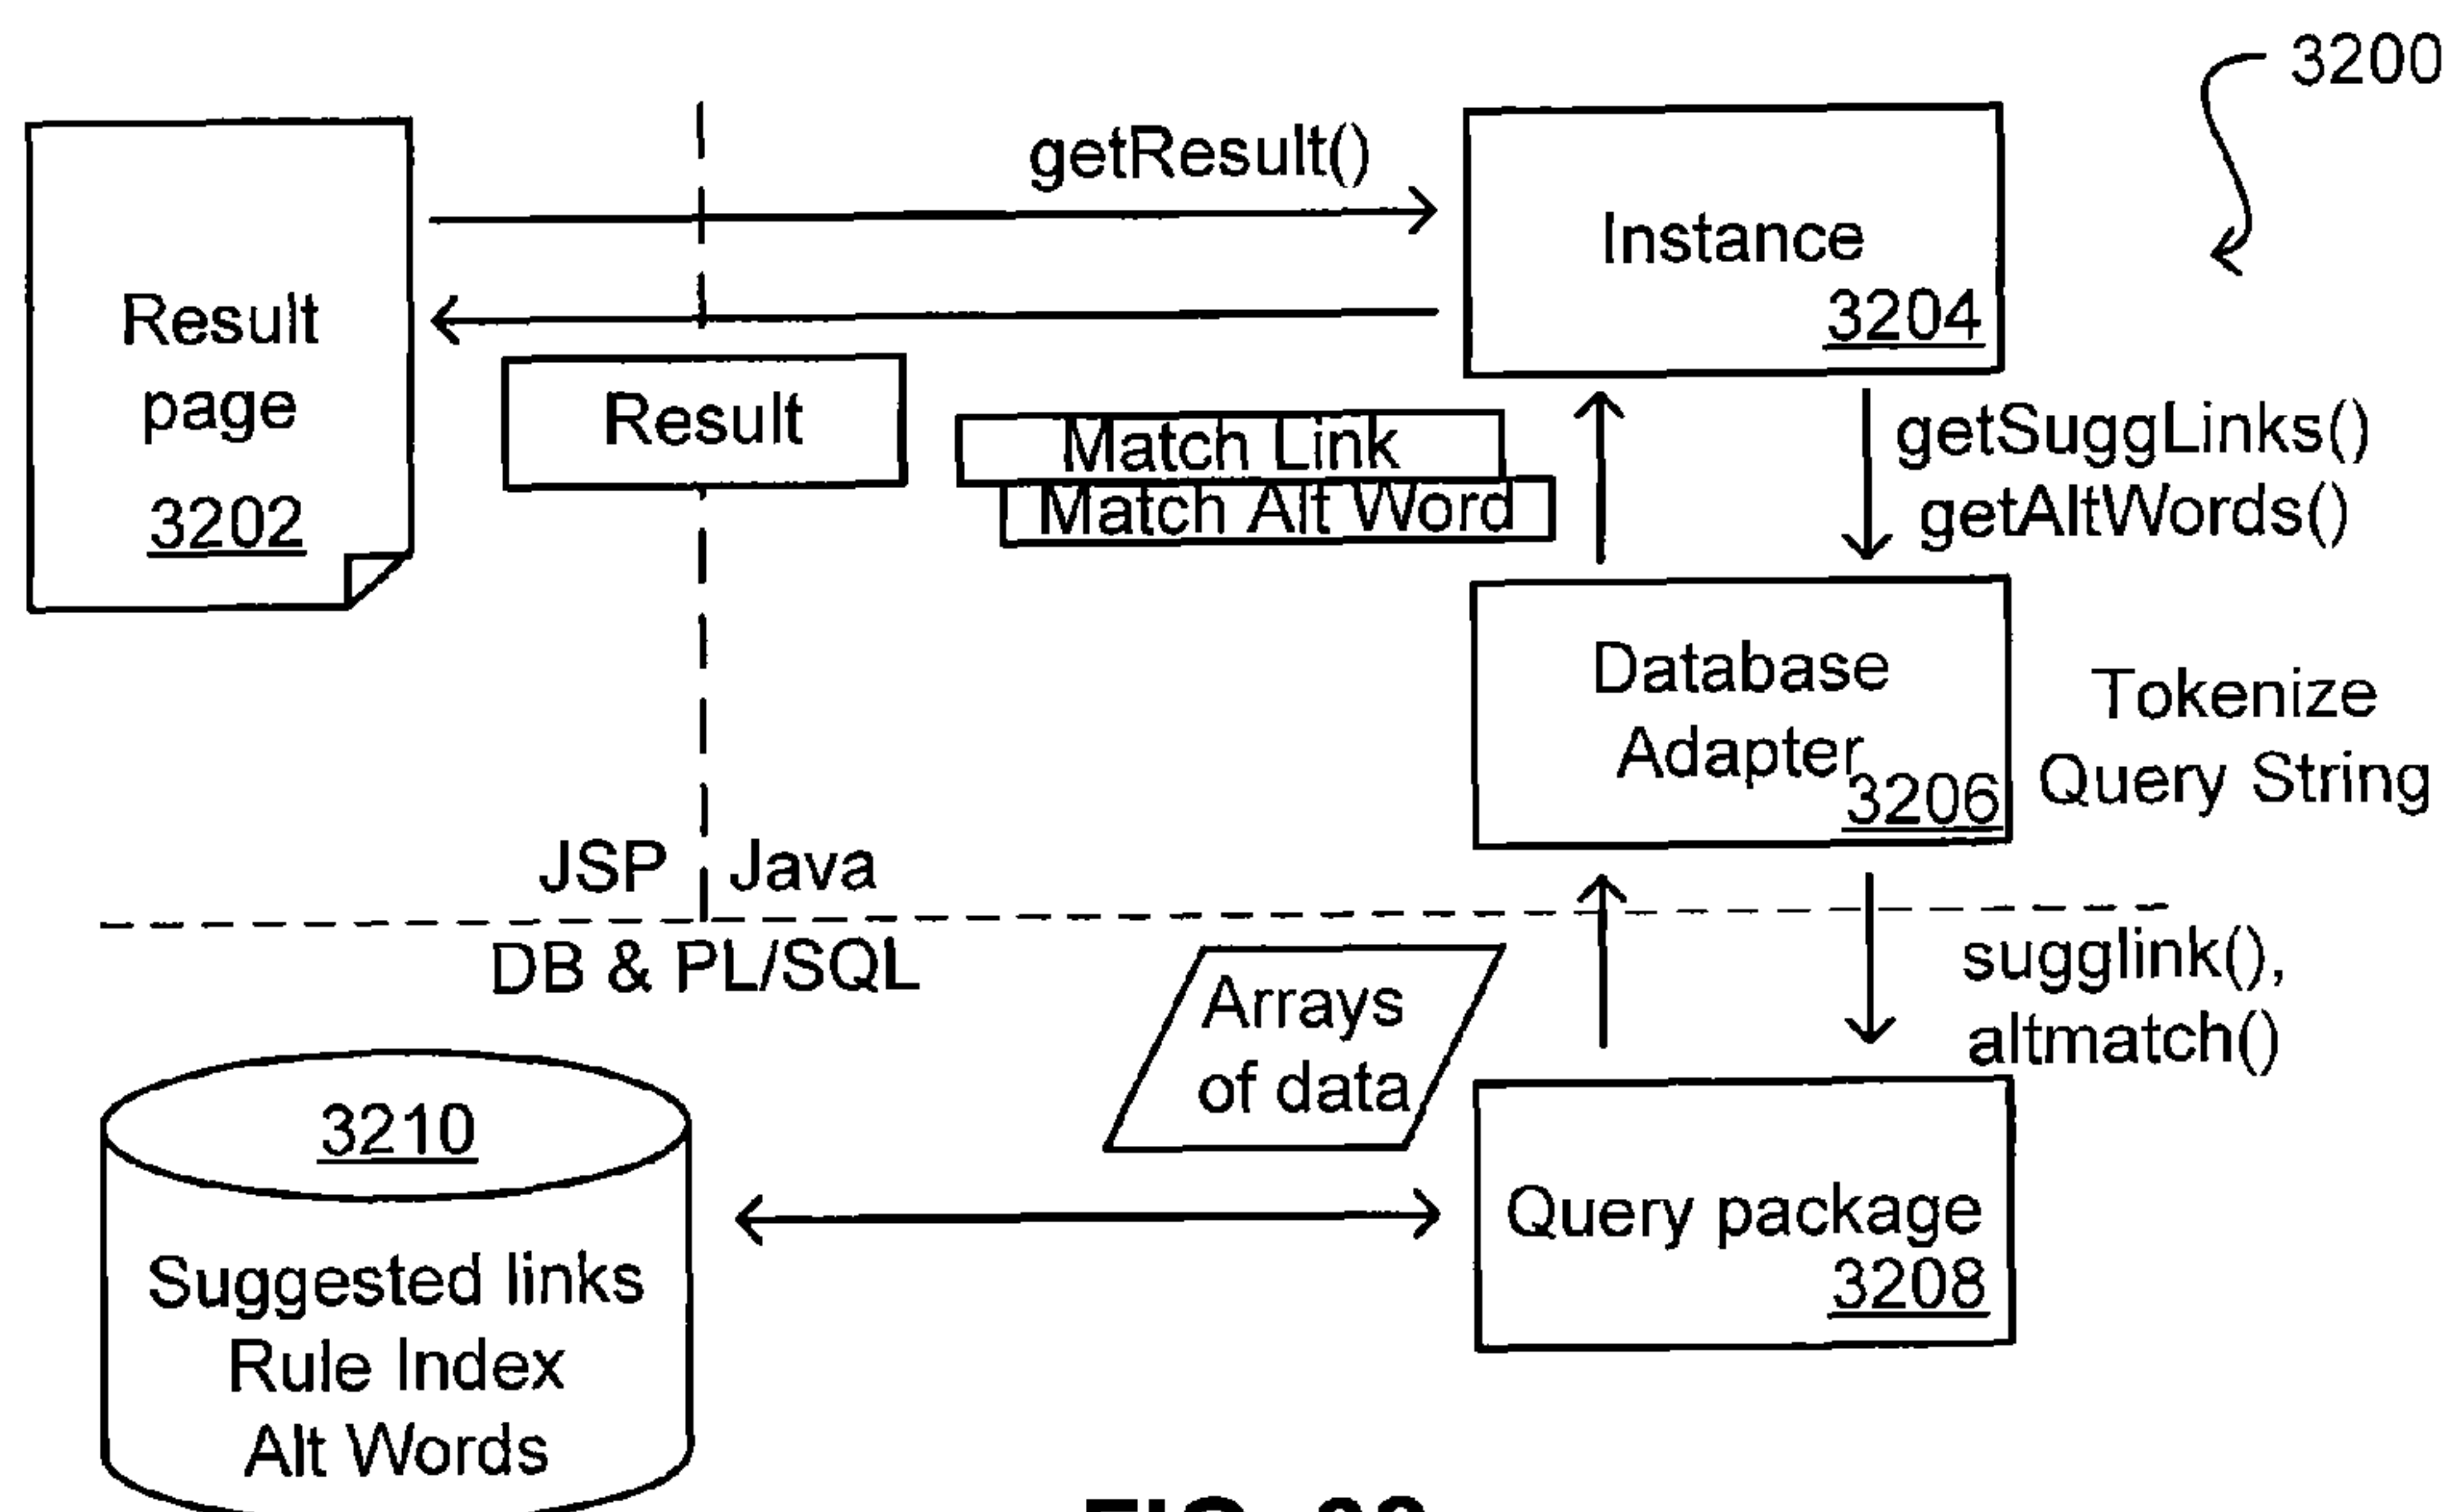 3200
getResult()
Instance
3204
Result
page
3202
Result
Match Link
Match Alt Word
getSuggLinks()
getAltWords()
Database
Adapter
3206
Tokenize
Query String
JSP
Java
DB & PL/SQL
sugglink(),
altmatch()
Arrays
of data
3210
Suggested links
Rule Index
Alt Words
Query package
3208